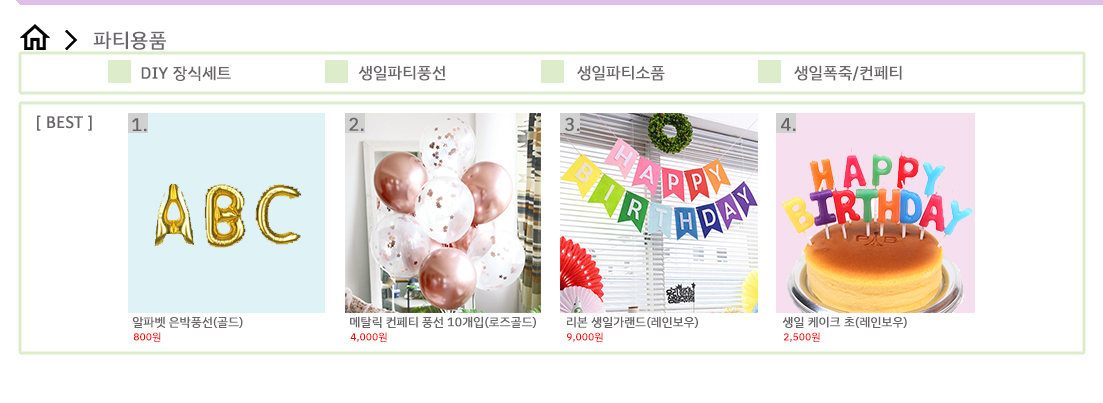 파티용품
DIY 장식세트
생일파티풍선
생일파티소품
생일폭죽/컨페티
[ BEST ]
1.
2.
3.
4.
ABC
HAPPY
BIRTHDAY
HAPPY
BIRTHDAY
알파벳 은박풍선(골드)
메탈릭 컨페티 풍선 10개입(로즈골드)
리본 생일가랜드(레인보우)
생일 케이크 초(레인보우)
800원
4,000원
9,000원
2,500원